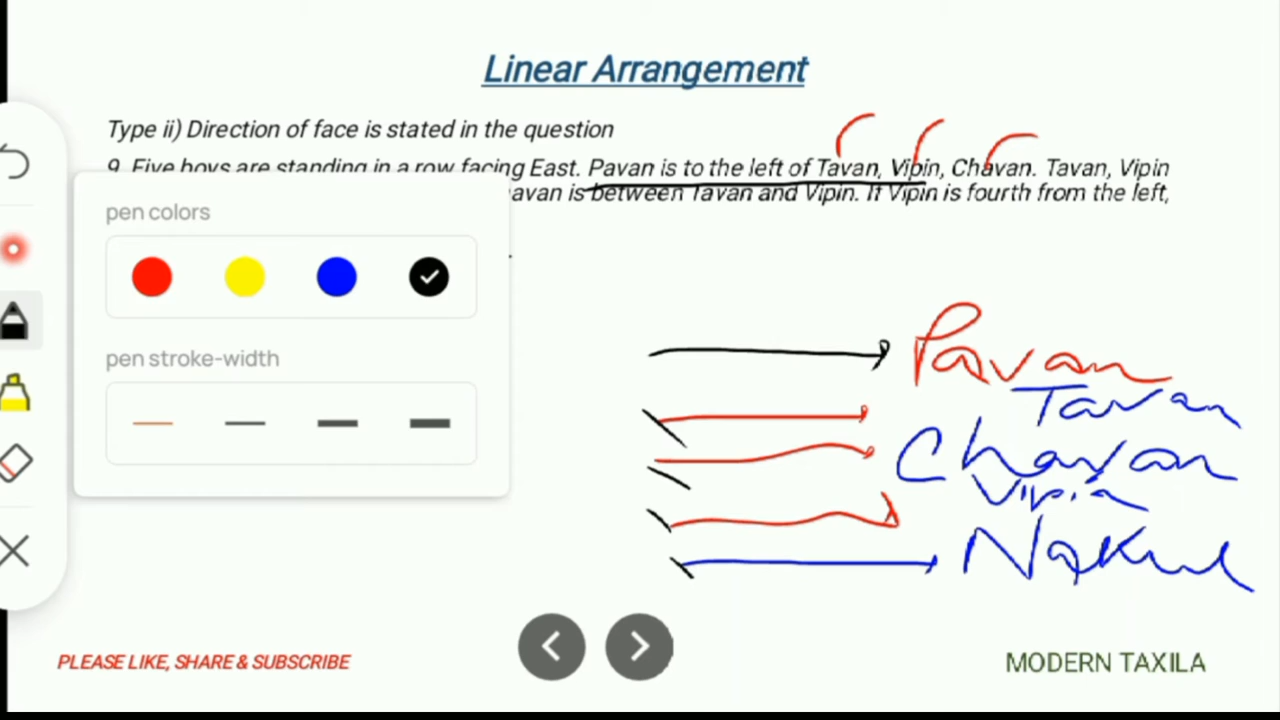 Linear Arrangement
Type ii) Direction of face is stated in the question
9. Five boys are standing in a row facing East. Pavan is to the left of Tavan, Vipin, Chavan. Tavan, Vipin
avan is between Tavan and Vipin. If Vipin is fourth from the left,
pen colors
pen stroke-width
Pavan
Tavan
Chavan
Vipin
Nakul
PLEASE LIKE, SHARE & SUBSCRIBE
MODERN TAXILA